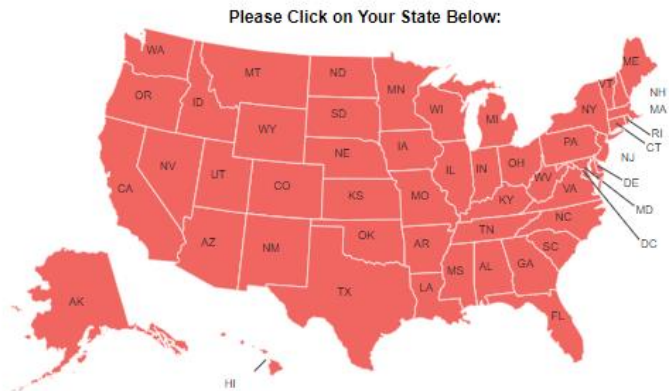 Please Click on Your State Below:
WA
MT
ND
MN
ME
VT
NH
OR
ID
SD
WI
MI
NY
MA
RI
CT
WY
IA
PA
NE
NJ
NV
UT
IL
IN
OH
CO
WV
DE
CA
KS
MO
VA
KY
MD
NC
TN
OK
AZ
NM
AR
SC
DC
MS
AL
GA
TX
LA
AK
FL
HI